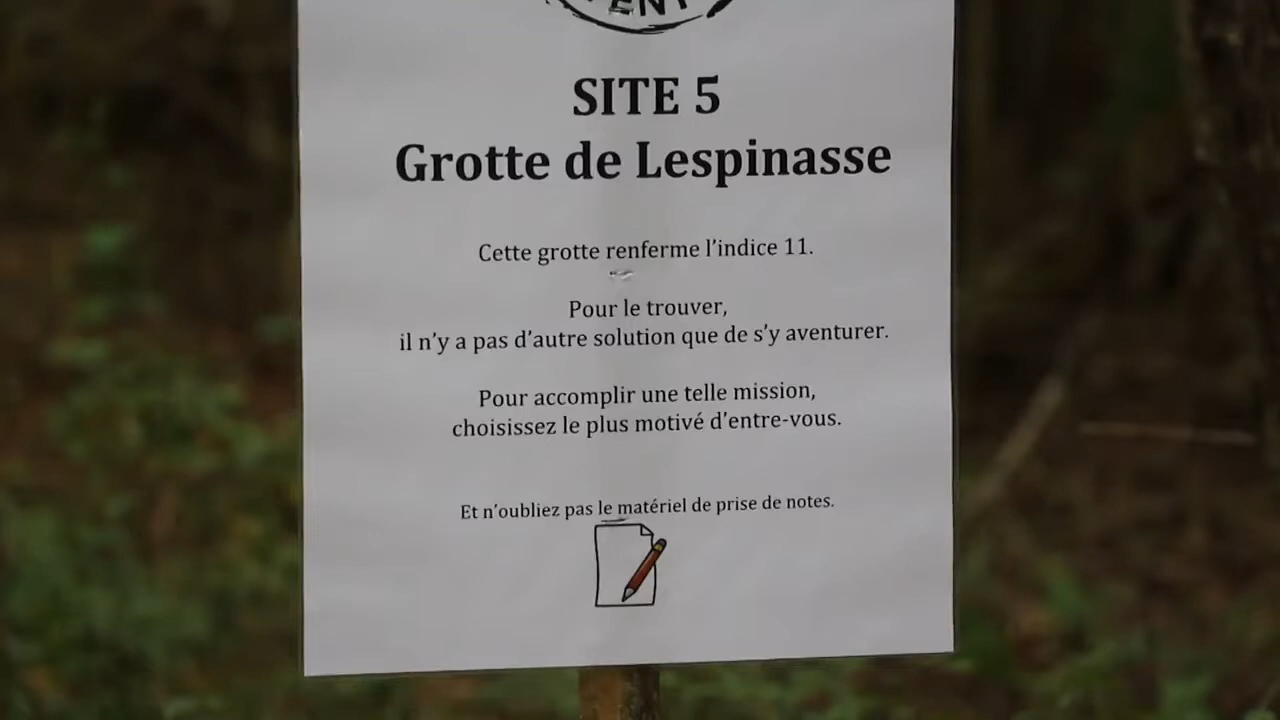 SITE 5
Grotte de Lespinasse
Cette grotte renferme l'indice 11.
Pour le trouver,
il n'y a pas d'autre solution que de s'y aventurer.
Pour accomplir une telle mission,
choisissez le plus motivé d'entre-vous.
Et n'oubliez pas le matériel de prise de notes.